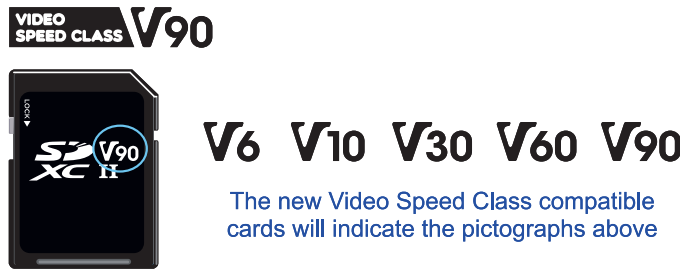 VIDEO
SPEED CLASS V90
LOCK
SD V90
XC II
V6 V10 V30 V60 V90
The new Video Speed Class compatible
cards will indicate the pictographs above